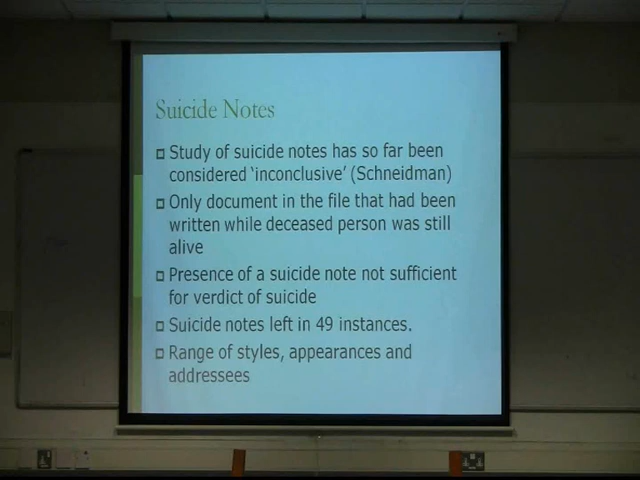 Suicide Notes
Study of suicide notes has so far been
considered ‘inconclusive’ (Schneidman)
Only document in the file that had been
written while deceased person was still
alive
Presence of a suicide note not sufficient
for verdict of suicide
Suicide notes left in 49 instances.
Range of styles, appearances and
addressees